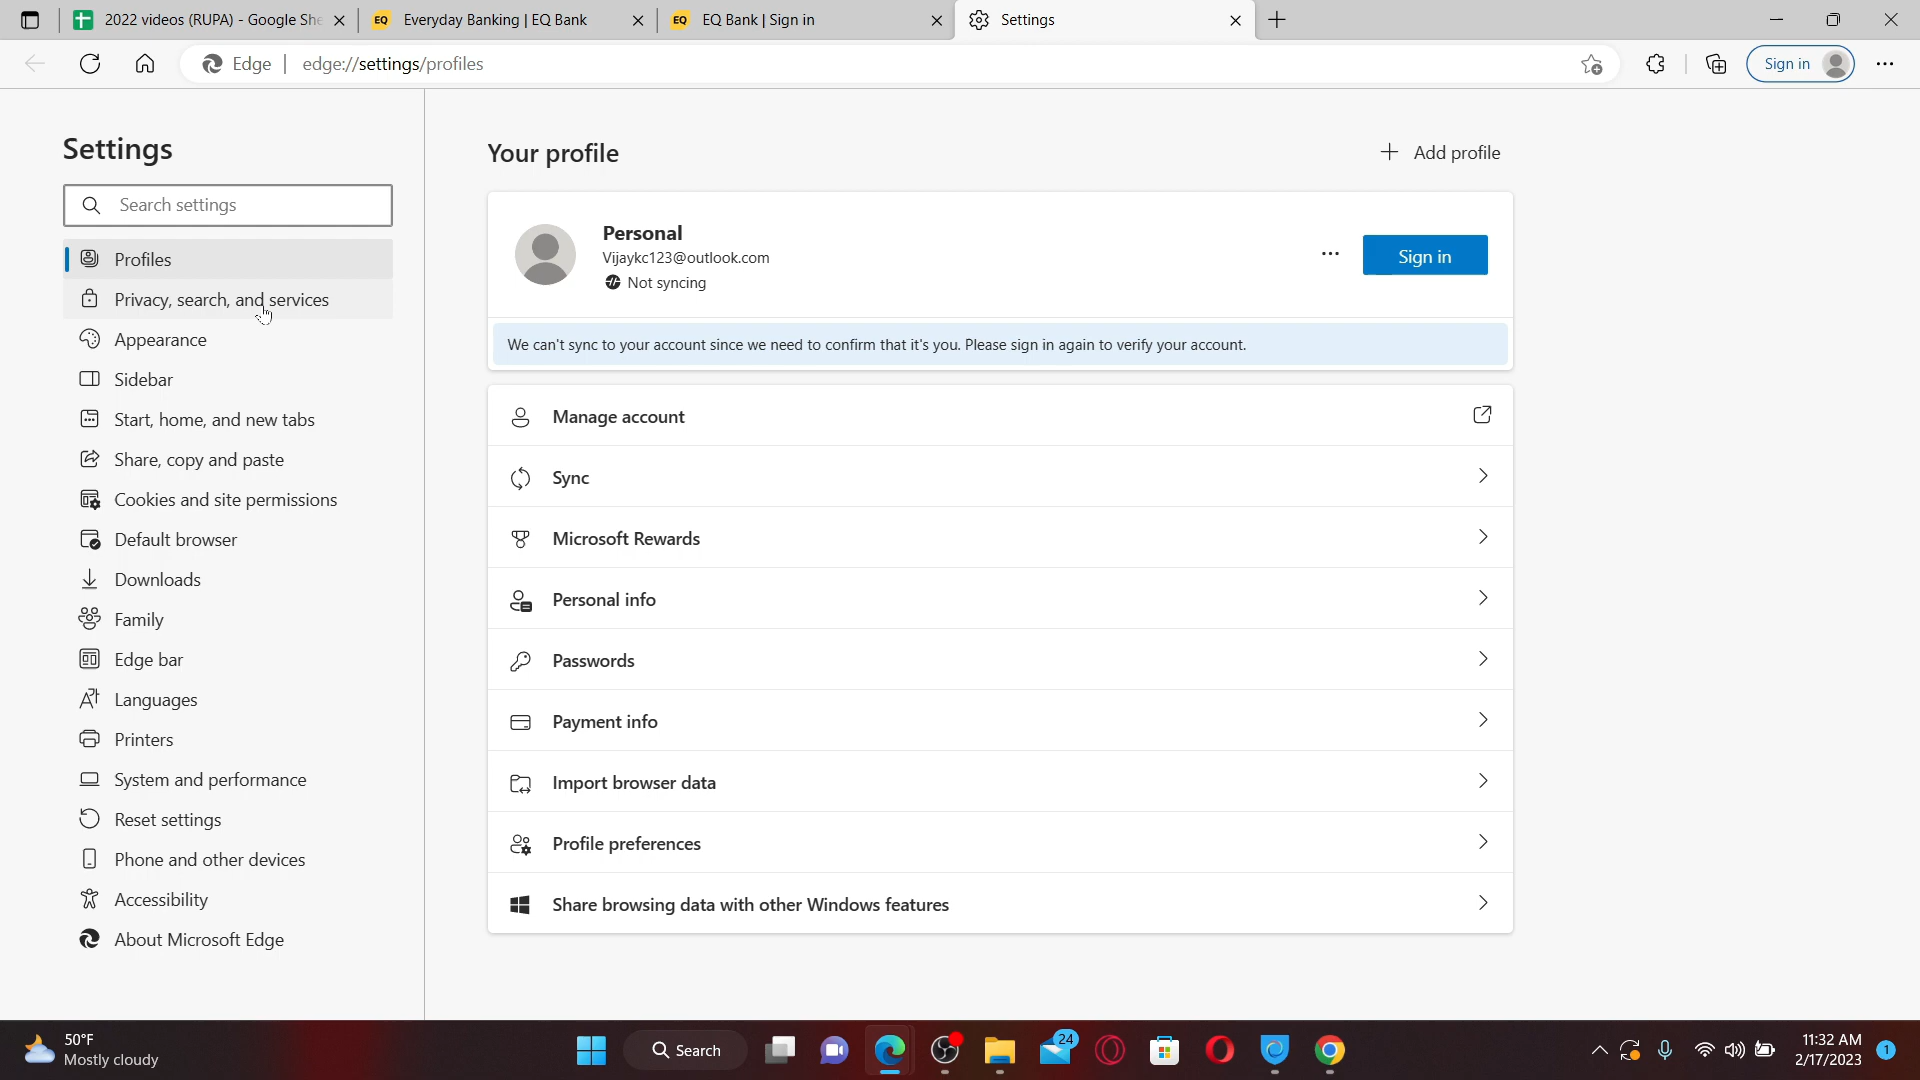 2022 videos (RUPA) - Google She
EQ Everyday Banking | EQ Bank
EQ EQ Bank | Sign in
Settings
Edge | edge://settings/profiles
Sign in
Settings
Search settings
Profiles
Privacy, search, and services
Appearance
Sidebar
Start, home, and new tabs
Share, copy and paste
Cookies and site permissions
Default browser
Downloads
Family
Edge bar
Languages
Printers
System and performance
Reset settings
Phone and other devices
Accessibility
About Microsoft Edge
Your profile
Add profile
Personal
Vijaykc123@outlook.com
Not syncing
Sign in
We can't sync to your account since we need to confirm that it's you. Please sign in again to verify your account.
Manage account
Sync
Microsoft Rewards
Personal info
Passwords
Payment info
Import browser data
Profile preferences
Share browsing data with other Windows features
50°F
Mostly cloudy
Search
24
11:32 AM
2/17/2023
1